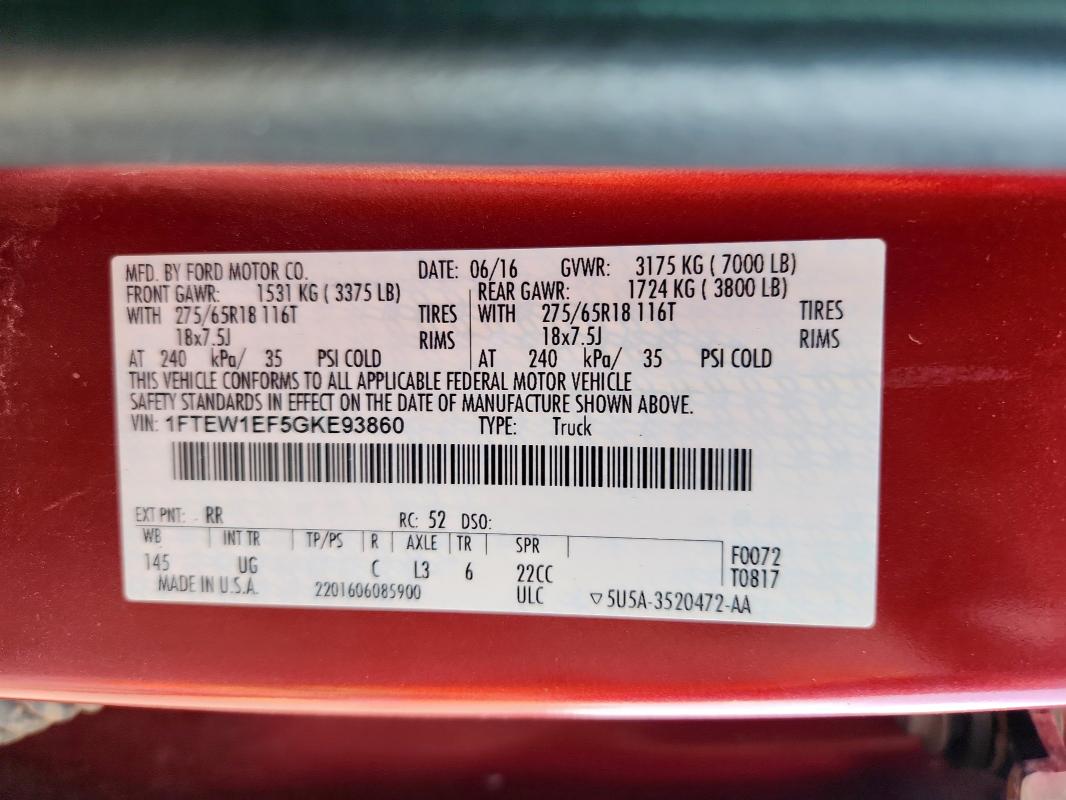 MFD. BY FORD MOTOR CO. DATE: 06/16 GVWR: 3175 KG ( 7000 LB)
FRONT GAWR: 1531 KG ( 3375 LB) REAR GAWR: 1724 KG ( 3800 LB)
WITH 275/65R18 116T TIRES WITH 275/65R18 116T TIRES
18x7.5J RIMS 18x7.5J RIMS
AT 240 kPa/ 35 PSI COLD AT 240 kPa/ 35 PSI COLD
THIS VEHICLE CONFORMS TO ALL APPLICABLE FEDERAL MOTOR VEHICLE
SAFETY STANDARDS IN EFFECT ON THE DATE OF MANUFACTURE SHOWN ABOVE.
VIN: 1FTEW1EF5GKE93860 TYPE: Truck
EXT PNT: RR RC: 52 DSO:
WB INT TR TP/PS R AXLE TR SPR F0072
145 UG C L3 6 22CC T0817
MADE IN U.S.A. 2201606085900 ULC ▽5U5A-3520472-AA